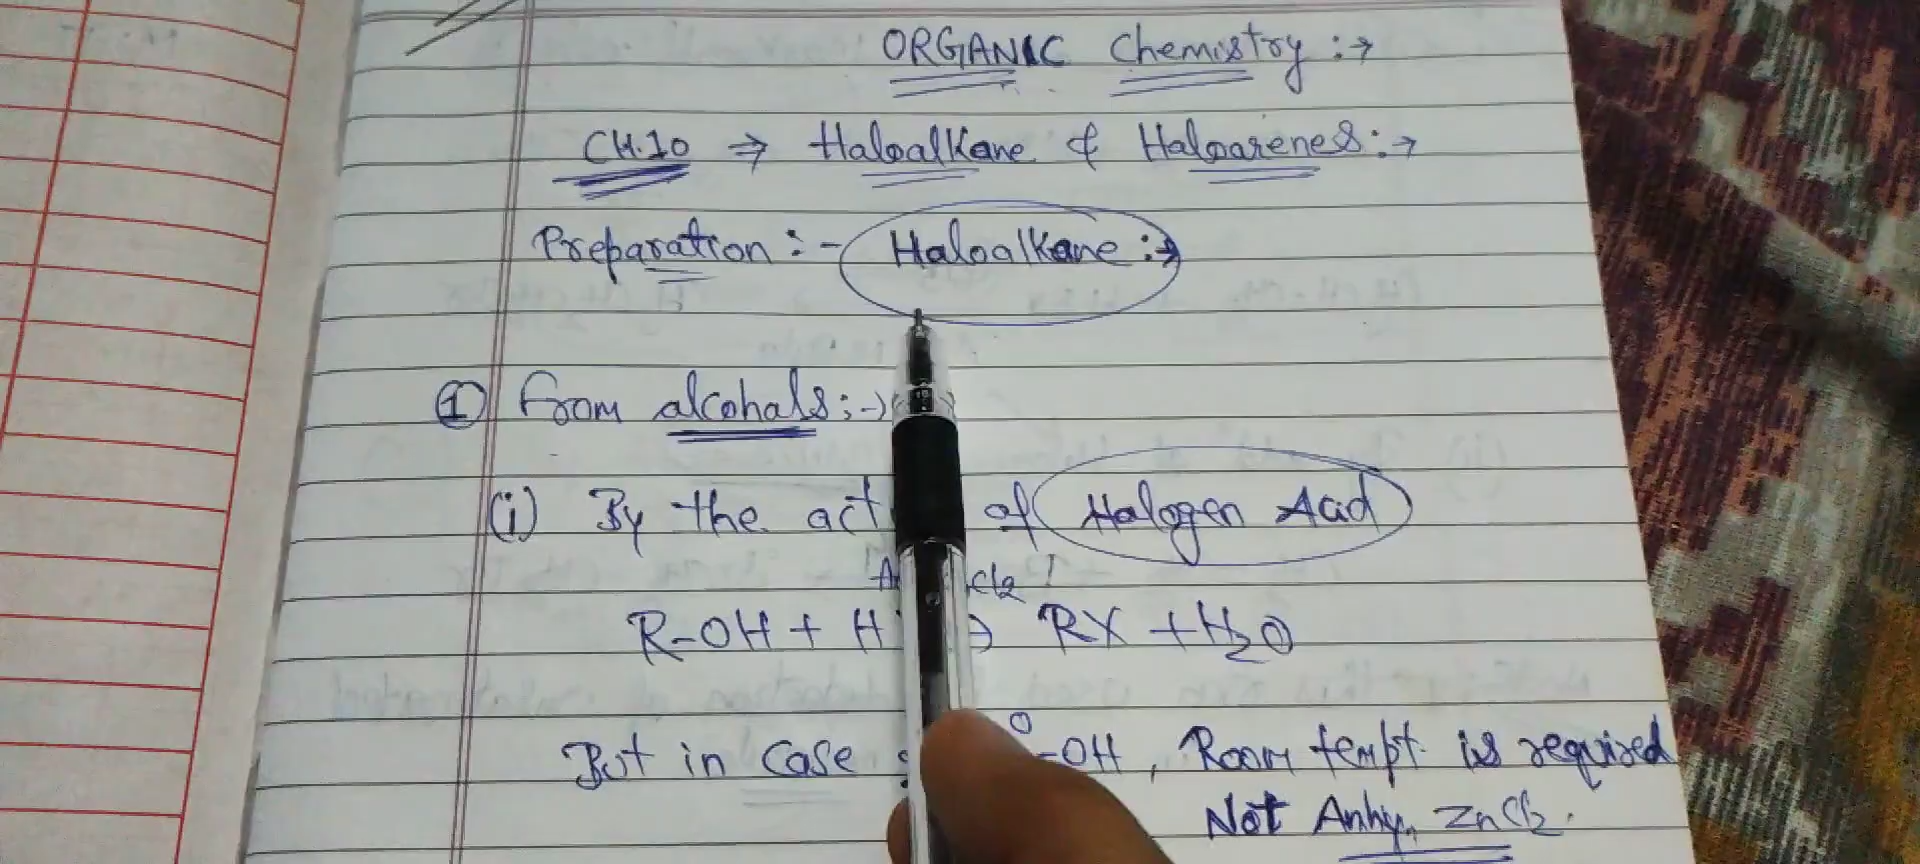 ORGANIC Chemistry :→
CH.10 ⇒ Haloalkane & Haloarenes :→
Preparation :- Haloalkane :→
① from alcohals :→
(i) By the act of Halogen Acid
Cl2
R-OH + H → RX + H2O
But in Case -OH, Room tempt. is required
Not Anhy. ZnCl2.